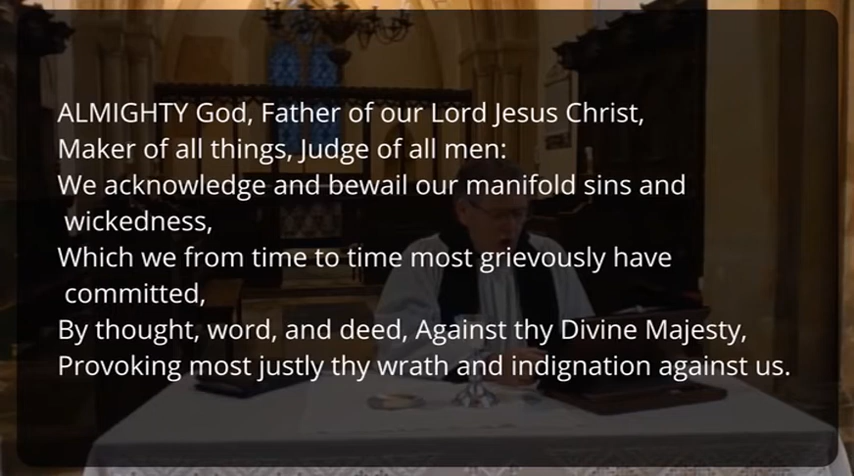 ALMIGHTY God, Father of our Lord Jesus Christ,
Maker of all things, Judge of all men:
We acknowledge and bewail our manifold sins and
wickedness,
Which we from time to time most grievously have
committed,
By thought, word, and deed, Against thy Divine Majesty,
Provoking most justly thy wrath and indignation against us.